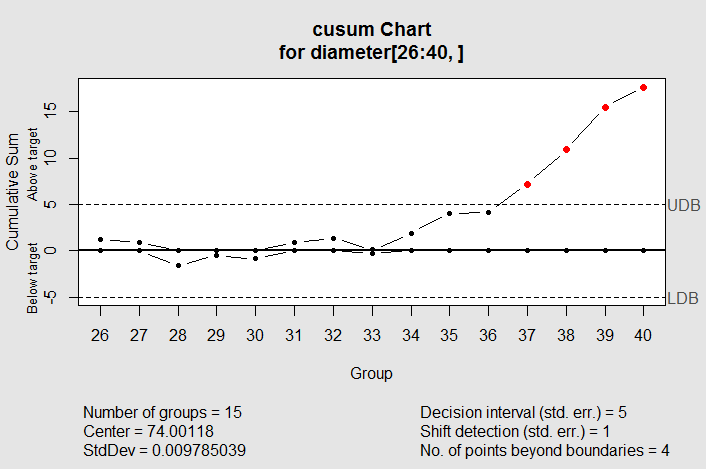 cusum Chart
for diameter[26:40, ]
Cumulative Sum
Above target
Below target
15
10
5
0
-5
UDB
LDB
26 27 28 29 30 31 32 33 34 35 36 37 38 39 40
Group
Number of groups = 15
Center = 74.00118
StdDev = 0.009785039
Decision interval (std. err.) = 5
Shift detection (std. err.) = 1
No. of points beyond boundaries = 4